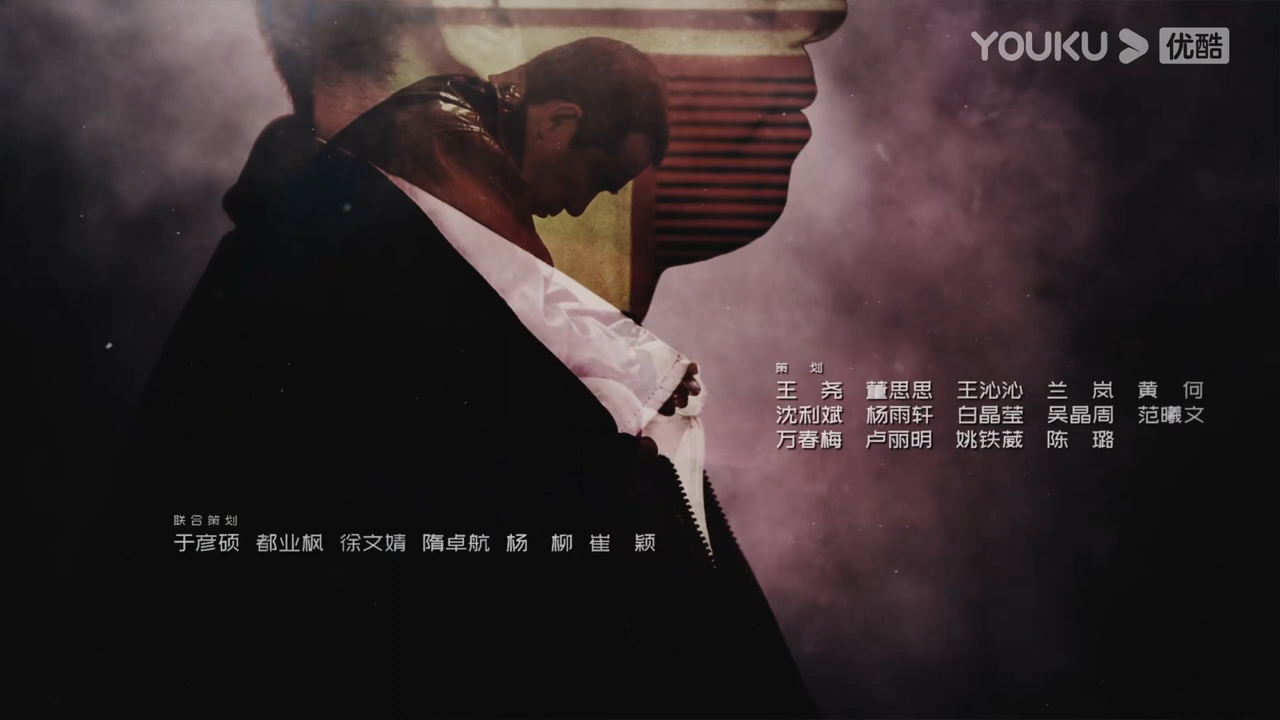 YOUKU 优酷
策 划
王 尧 董思思 王沁沁 兰 岚 黄 何
沈利斌 杨雨轩 白晶莹 吴晶周 范曦文
万春梅 卢丽明 姚铁葳 陈 璐
联合策划
于彦硕 都业枫 徐文婧 隋卓航 杨 柳 崔 颖